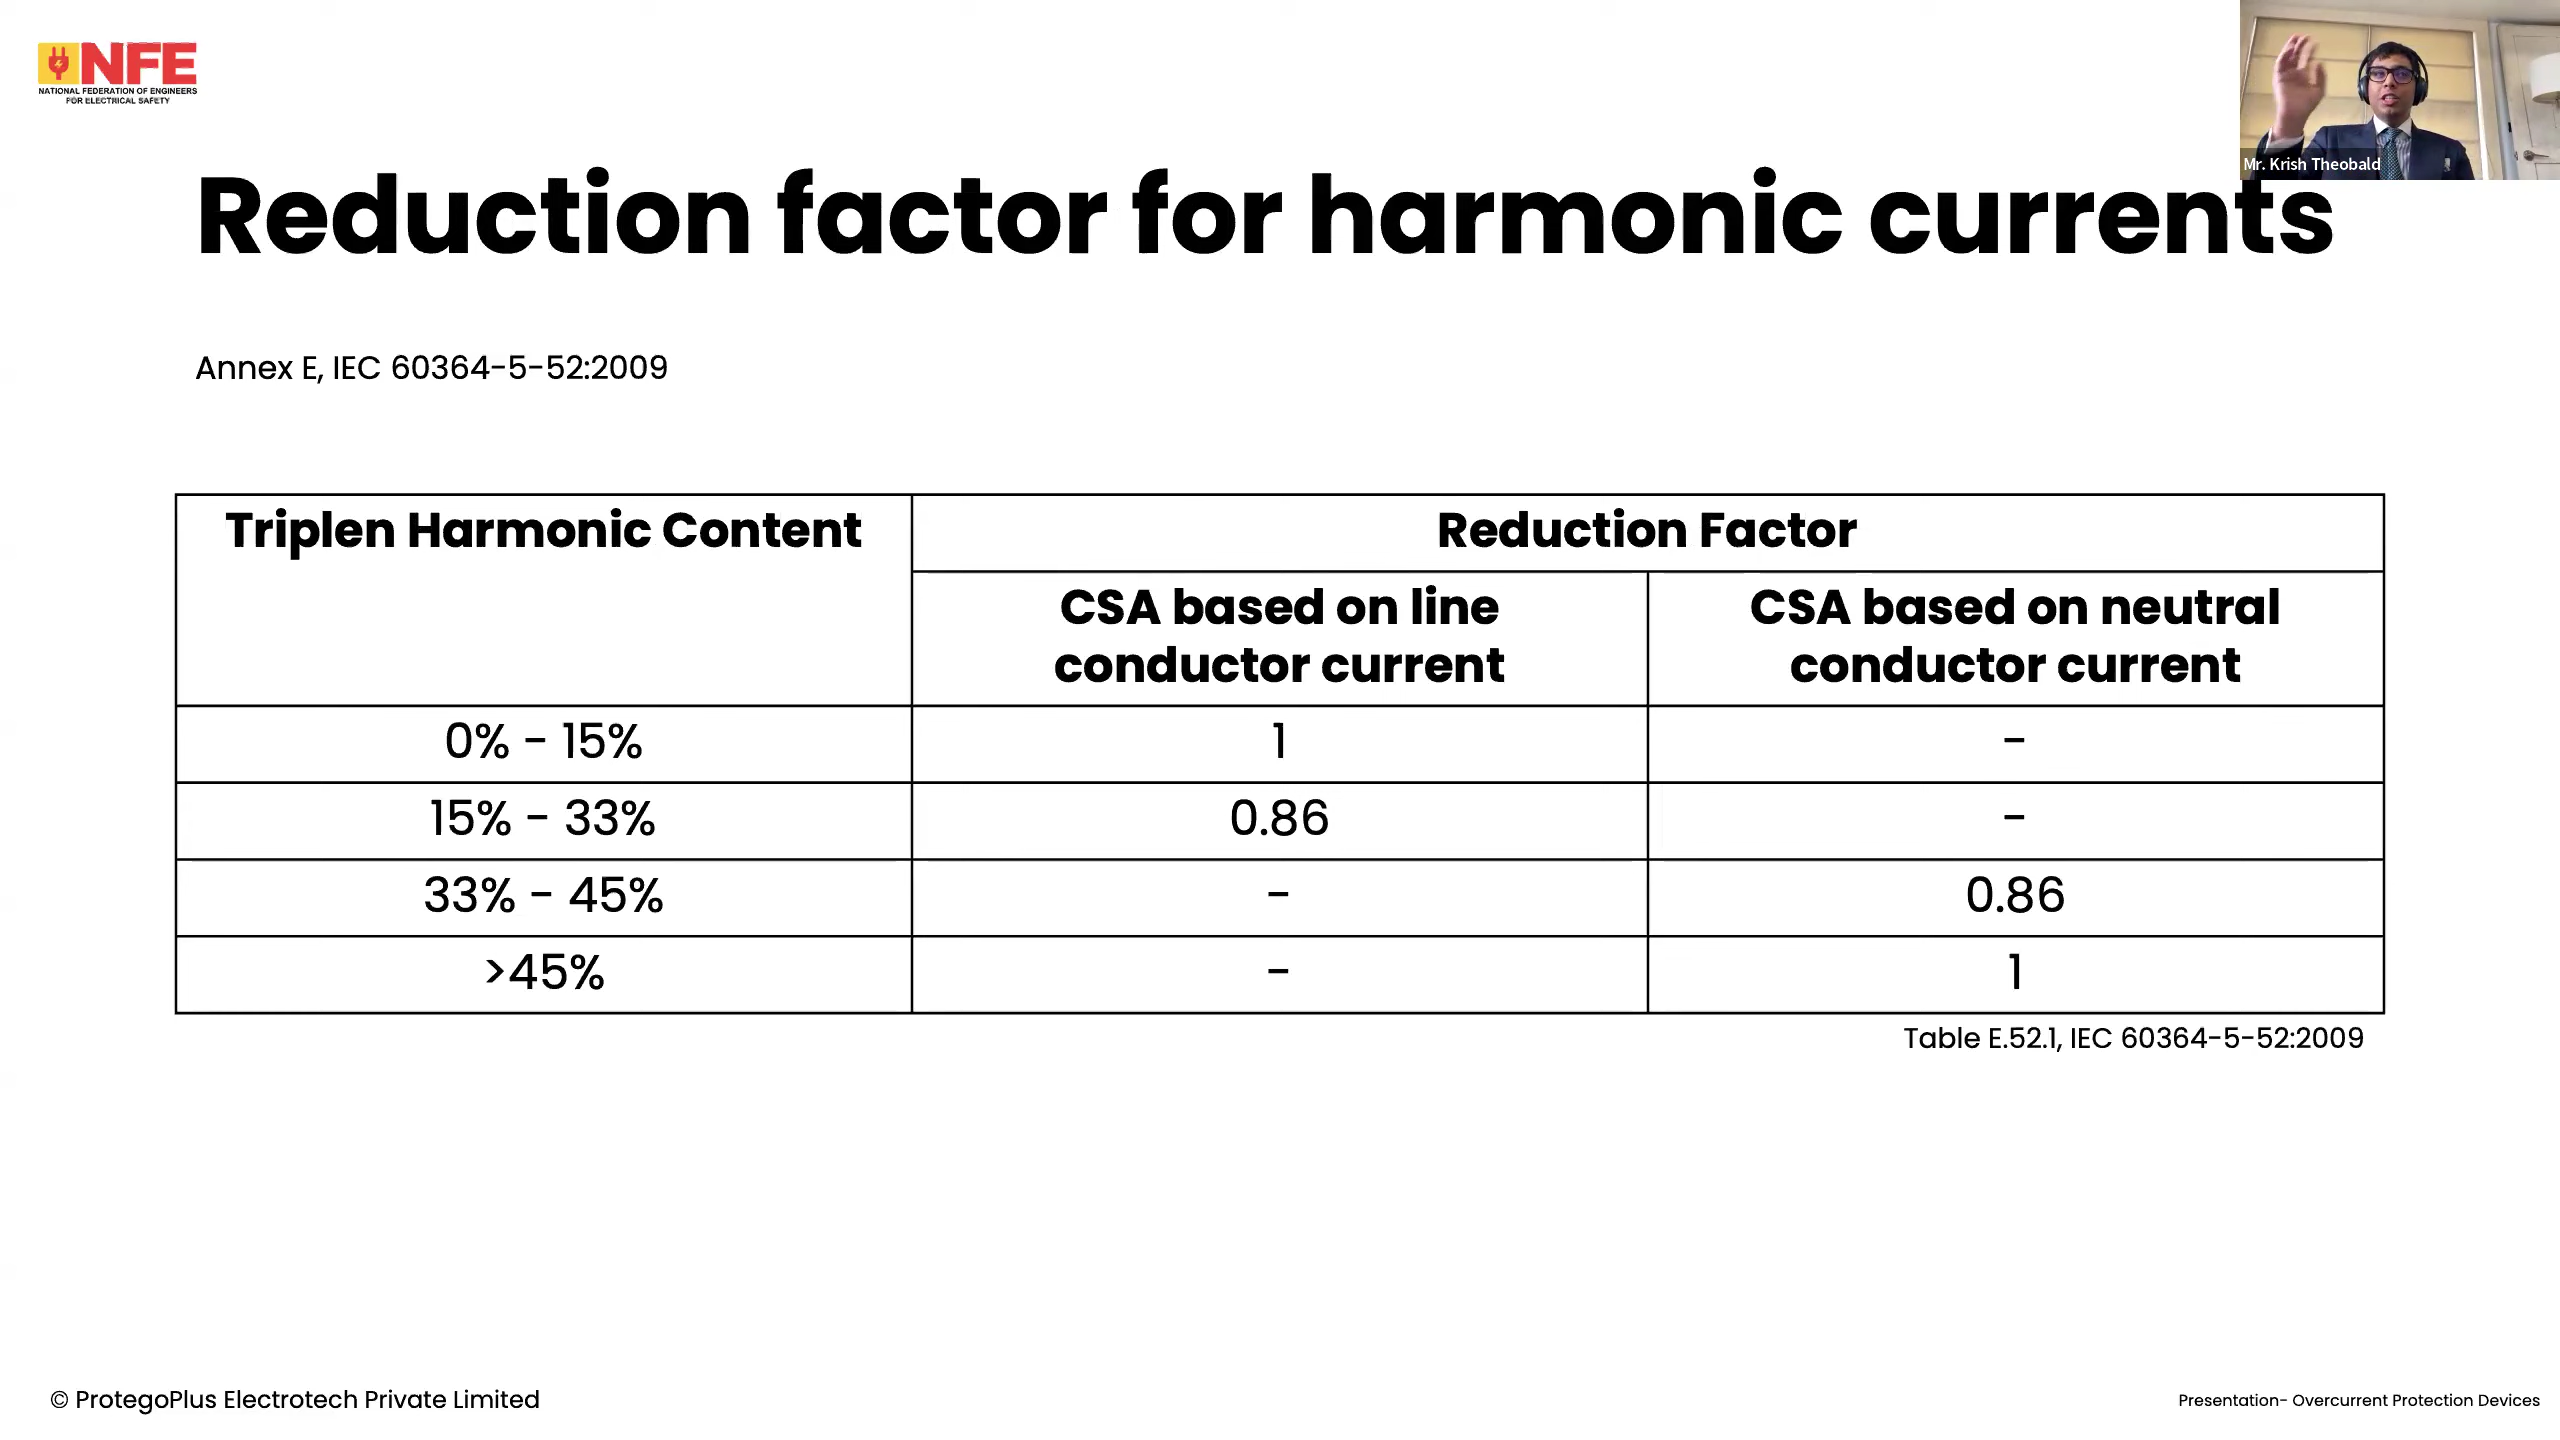 NFE
NATIONAL FEDERATION OF ENGINEERS
FOR ELECTRICAL SAFETY
Mr. Krish Theobald
Reduction factor for harmonic currents
Annex E, IEC 60364-5-52:2009
Triplen Harmonic Content
Reduction Factor
CSA based on line
conductor current
CSA based on neutral
conductor current
0% - 15%
1
-
15% - 33%
0.86
-
33% - 45%
-
0.86
>45%
-
1
Table E.52.1, IEC 60364-5-52:2009
© ProtegoPlus Electrotech Private Limited
Presentation- Overcurrent Protection Devices